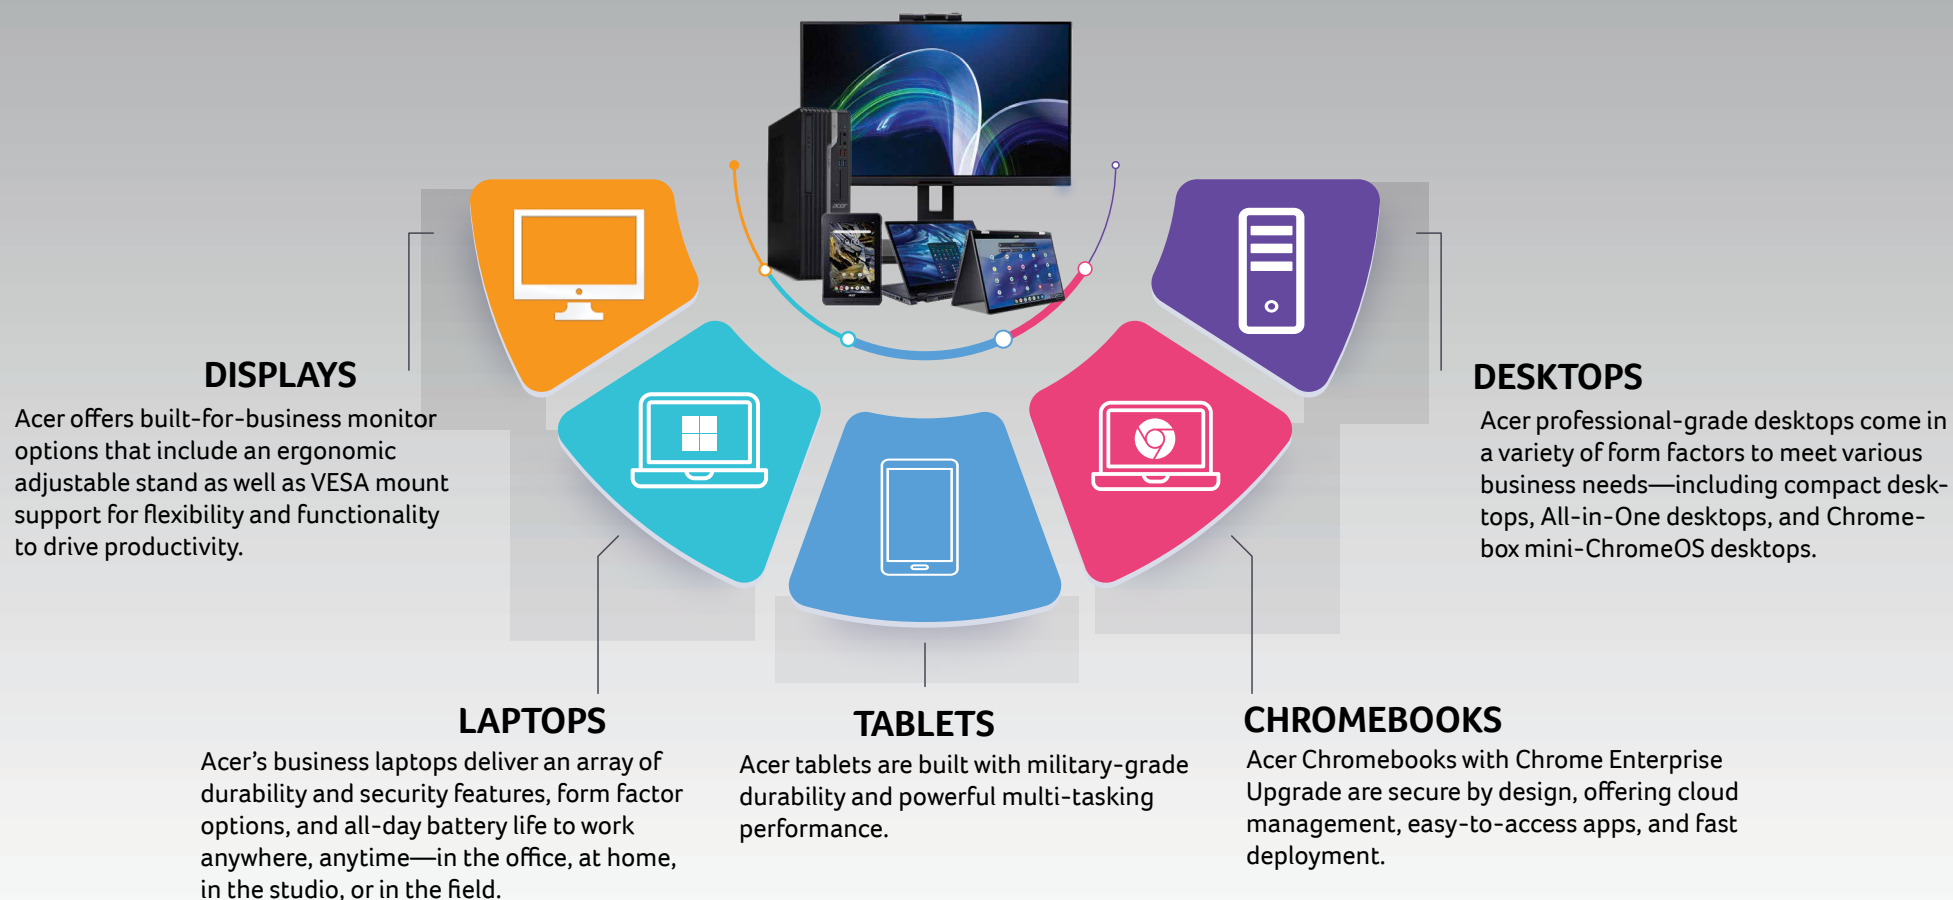 DISPLAYS
Acer offers built-for-business monitor
options that include an ergonomic
adjustable stand as well as VESA mount
support for flexibility and functionality
to drive productivity.
LAPTOPS
Acer's business laptops deliver an array of
durability and security features, form factor
options, and all-day battery life to work
anywhere, anytime—in the office, at home,
in the studio, or in the field.
TABLETS
Acer tablets are built with military-grade
durability and powerful multi-tasking
performance.
CHROMEBOOKS
Acer Chromebooks with Chrome Enterprise
Upgrade are secure by design, offering cloud
management, easy-to-access apps, and fast
deployment.
DESKTOPS
Acer professional-grade desktops come in
a variety of form factors to meet various
business needs—including compact desk-
tops, All-in-One desktops, and Chrome-
box mini-ChromeOS desktops.
acer